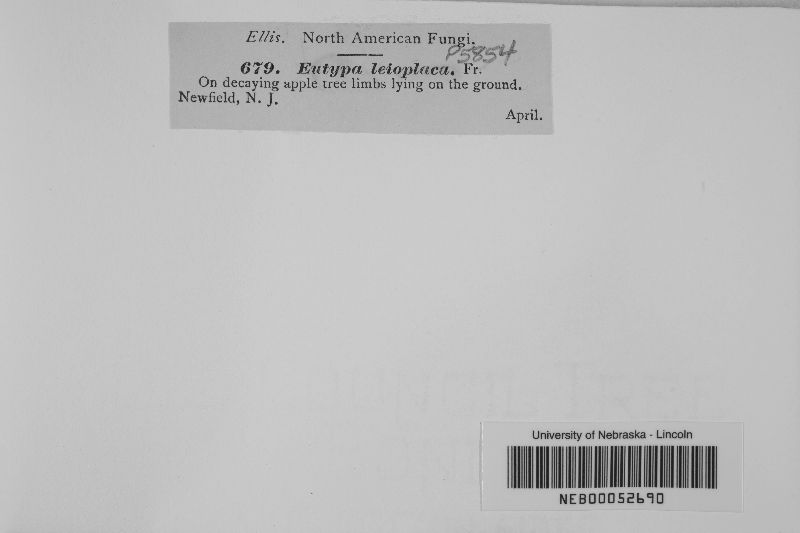 Ellis. North American Fungi.
P5854
679. Eutypa leioplaca. Fr.
On decaying apple tree limbs lying on the ground.
Newfield, N. J.
April.
University of Nebraska - Lincoln
NEB00052690